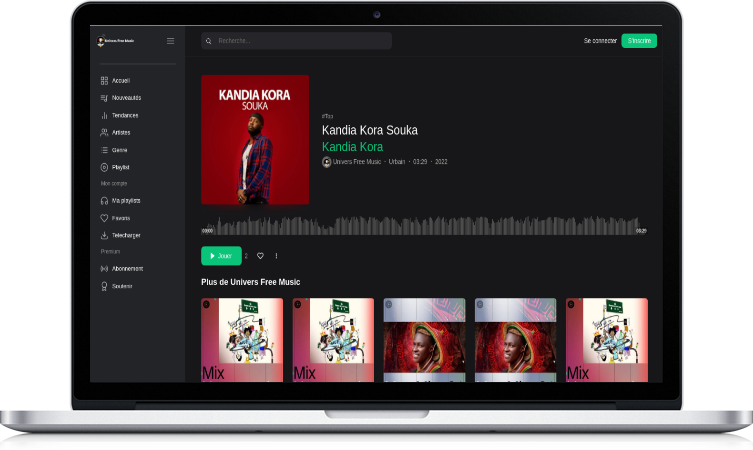 Univers Free Music
Recherche...
Se connecter
S'inscrire
Accueil
Nouveautés
Tendances
Artistes
Genre
Playlist
Mon compte
Ma playlists
Favoris
Télécharger
Premium
Abonnement
Soutenir
KANDIA KORA
SOUKA
#Top
Kandia Kora Souka
Kandia Kora
Univers Free Music · Urbain · 03:29 · 2022
00:00
03:29
Jouer
2
Plus de Univers Free Music
Mix
Mix
Mix